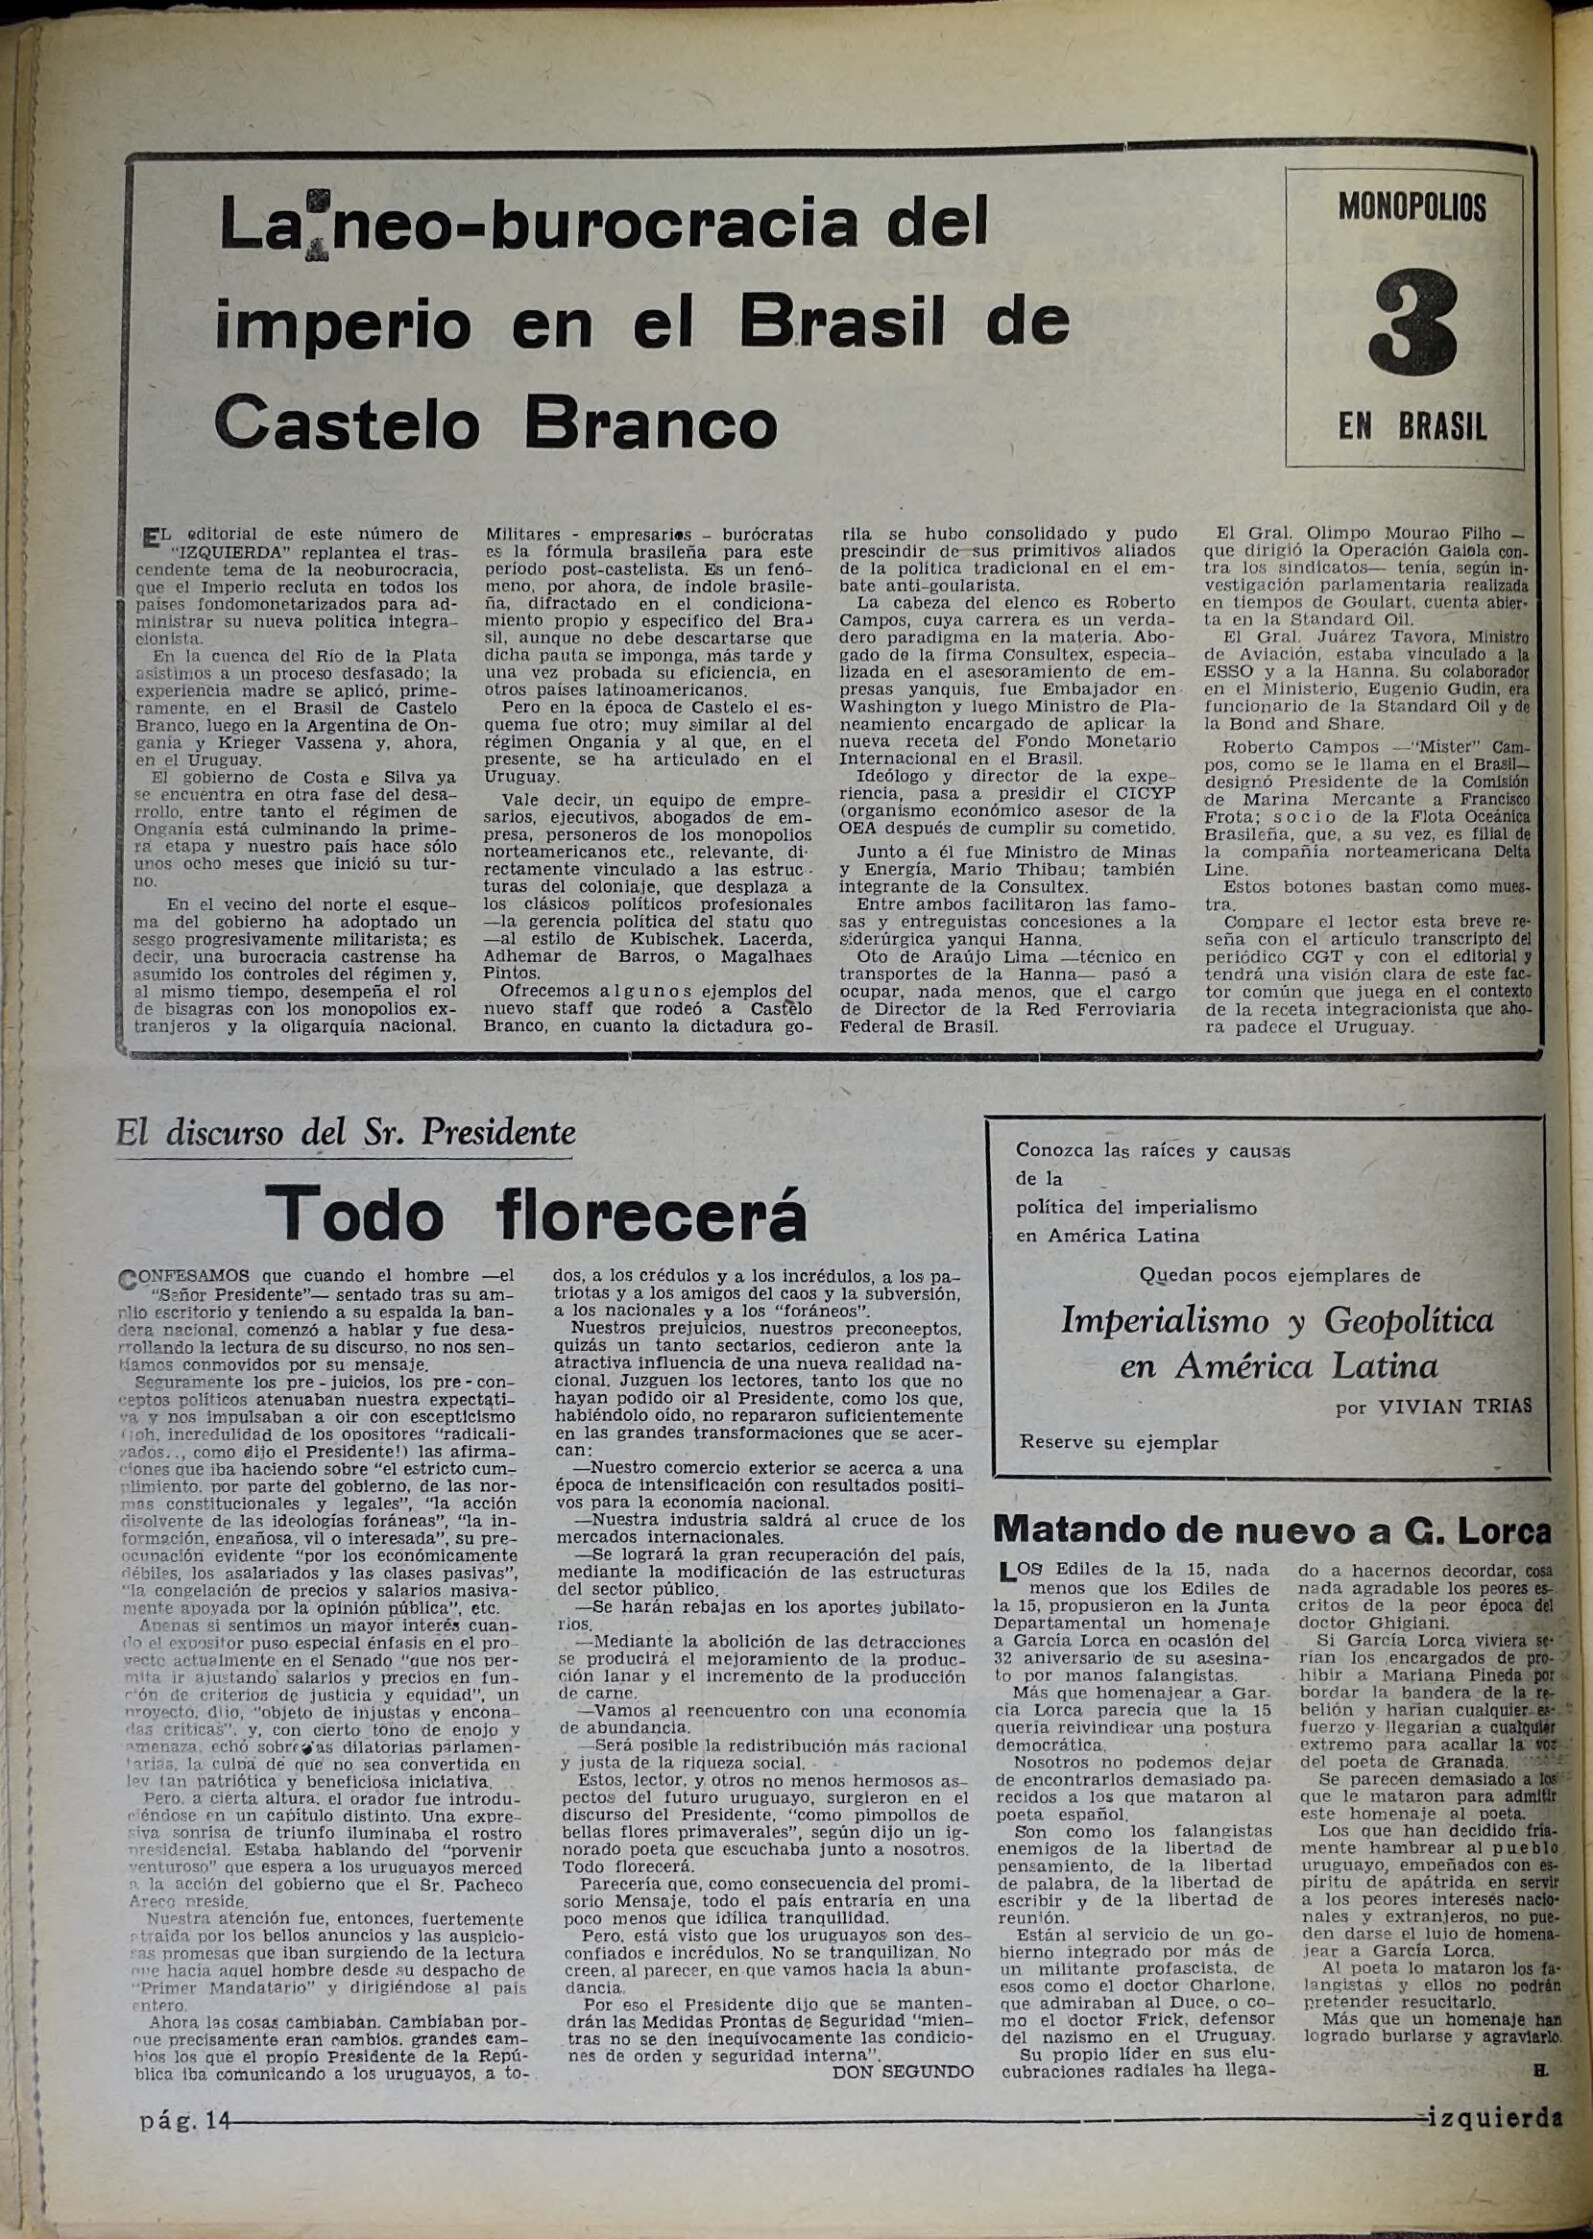 La neo-burocracia del
imperio en el Brasil de
Castelo Branco
MONOPOLIOS
3
EN BRASIL
EL editorial de este número de
"IZQUIERDA" replantea el tras-
cendente tema de la neoburocracia,
que el Imperio recluta en todos los
países fondomonetarizados para ad-
ministrar su nueva política integra-
cionista.
En la cuenca del Río de la Plata
asistimos a un proceso desfasado; la
experiencia madre se aplicó, prime-
ramente, en el Brasil de Castelo
Branco, luego en la Argentina de On-
ganía y Krieger Vassena y, ahora,
en el Uruguay.
El gobierno de Costa e Silva ya
se encuentra en otra fase del desa-
rrollo, entre tanto el régimen de
Onganía está culminando la prime-
ra etapa y nuestro país hace sólo
unos ocho meses que inició su tur-
no.
En el vecino del norte el esque-
ma del gobierno ha adoptado un
sesgo progresivamente militarista; es
decir, una burocracia castrense ha
asumido los controles del régimen y,
al mismo tiempo, desempeña el rol
de bisagras con los monopolios ex-
tranjeros y la oligarquía nacional.
Militares - empresarios - burócratas
es la fórmula brasileña para este
período post-castelista. Es un fenó-
meno, por ahora, de índole brasile-
ña, difractado en el condiciona-
miento propio y específico del Bra-
sil, aunque no debe descartarse que
dicha pauta se imponga, más tarde y
una vez probada su eficiencia, en
otros países latinoamericanos.
Pero en la época de Castelo el es-
quema fue otro; muy similar al del
régimen Onganía y al que, en el
presente, se ha articulado en el
Uruguay.
Vale decir, un equipo de empre-
sarios, ejecutivos, abogados de em-
presa, personeros de los monopolios
norteamericanos etc., relevante, di-
rectamente vinculado a las estruc-
turas del coloniaje, que desplaza a
los clásicos políticos profesionales
—la gerencia política del statu quo
—al estilo de Kubischek, Lacerda,
Adhemar de Barros, o Magalhaes
Pintos.
Ofrecemos algunos ejemplos del
nuevo staff que rodeó a Castelo
Branco, en cuanto la dictadura go-
rila se hubo consolidado y pudo
prescindir de sus primitivos aliados
de la política tradicional en el em-
bate anti-goularista.
La cabeza del elenco es Roberto
Campos, cuya carrera es un verda-
dero paradigma en la materia. Abo-
gado de la firma Consultex, especia-
lizada en el asesoramiento de em-
presas yanquis, fue Embajador en
Washington y luego Ministro de Pla-
neamiento encargado de aplicar la
nueva receta del Fondo Monetario
Internacional en el Brasil.
Ideólogo y director de la expe-
riencia, pasa a presidir el CICYP
(organismo económico asesor de la
OEA después de cumplir su cometido.
Junto a él fue Ministro de Minas
y Energía, Mario Thibau; también
integrante de la Consultex.
Entre ambos facilitaron las famo-
sas y entreguistas concesiones a la
siderúrgica yanqui Hanna.
Oto de Araújo Lima —técnico en
transportes de la Hanna— pasó a
ocupar, nada menos, que el cargo
de Director de la Red Ferroviaria
Federal de Brasil.
El Gral. Olimpo Mourao Filho —
que dirigió la Operación Gaiola con-
tra los sindicatos— tenía, según in-
vestigación parlamentaria realizada
en tiempos de Goulart, cuenta abier-
ta en la Standard Oil.
El Gral. Juárez Tavora, Ministro
de Aviación, estaba vinculado a la
ESSO y a la Hanna. Su colaborador
en el Ministerio, Eugenio Gudin, era
funcionario de la Standard Oil y de
la Bond and Share.
Roberto Campos —"Mister" Cam-
pos, como se le llama en el Brasil—
designó Presidente de la Comisión
de Marina Mercante a Francisco
Frota; socio de la Flota Oceánica
Brasileña, que, a su vez, es filial de
la compañía norteamericana Delta
Line.
Estos botones bastan como mues-
tra.
Compare el lector esta breve re-
seña con el artículo transcripto del
periódico CGT y con el editorial y
tendrá una visión clara de este fac-
tor común que juega en el contexto
de la receta integracionista que aho-
ra padece el Uruguay.
El discurso del Sr. Presidente
Todo florecerá
CONFESAMOS que cuando el hombre —el
"Señor Presidente"— sentado tras su am-
plio escritorio y teniendo a su espalda la ban-
dera nacional, comenzó a hablar y fue desa-
rrollando la lectura de su discurso, no nos sen-
tíamos conmovidos por su mensaje.
Seguramente los pre-juicios, los pre-con-
ceptos políticos atenuaban nuestra expectati-
va y nos impulsaban a oir con escepticismo
(¡oh, incredulidad de los opositores "radicali-
zados.., como dijo el Presidente!) las afirma-
ciones que iba haciendo sobre "el estricto cum-
plimiento, por parte del gobierno, de las nor-
mas constitucionales y legales", "la acción
disolvente de las ideologías foráneas", "la in-
formación, engañosa, vil o interesada", su pre-
ocupación evidente "por los económicamente
débiles, los asalariados y las clases pasivas",
"la congelación de precios y salarios masiva-
mente apoyada por la opinión pública", etc.
Apenas si sentimos un mayor interés cuan-
do el expositor puso especial énfasis en el pro-
yecto actualmente en el Senado "que nos per-
mita ir ajustando salarios y precios en fun-
ción de criterios de justicia y equidad", un
proyecto, dijo, "objeto de injustas y encona-
das críticas". y, con cierto tono de enojo y
amenaza, echó sobre las dilatorias parlamen-
tarias, la culpa de que no sea convertida en
ley tan patriótica y beneficiosa iniciativa.
Pero, a cierta altura, el orador fue introdu-
ciéndose en un capítulo distinto. Una expre-
siva sonrisa de triunfo iluminaba el rostro
presidencial. Estaba hablando del "porvenir
venturoso" que espera a los uruguayos merced
a la acción del gobierno que el Sr. Pacheco
Areco preside.
Nuestra atención fue, entonces, fuertemente
atraída por los bellos anuncios y las auspicio-
sas promesas que iban surgiendo de la lectura
que hacía aquel hombre desde su despacho de
"Primer Mandatario" y dirigiéndose al país
entero.
Ahora las cosas cambiaban. Cambiaban por-
que precisamente eran cambios, grandes cam-
bios los que el propio Presidente de la Repú-
blica iba comunicando a los uruguayos, a to-
dos, a los crédulos y a los incrédulos, a los pa-
triotas y a los amigos del caos y la subversión,
a los nacionales y a los "foráneos".
Nuestros prejuicios, nuestros preconceptos,
quizás un tanto sectarios, cedieron ante la
atractiva influencia de una nueva realidad na-
cional. Juzguen los lectores, tanto los que no
hayan podido oir al Presidente, como los que,
habiéndolo oído, no repararon suficientemente
en las grandes transformaciones que se acer-
can:
—Nuestro comercio exterior se acerca a una
época de intensificación con resultados positi-
vos para la economía nacional.
—Nuestra industria saldrá al cruce de los
mercados internacionales.
—Se logrará la gran recuperación del país,
mediante la modificación de las estructuras
del sector público.
—Se harán rebajas en los aportes jubilato-
rios.
—Mediante la abolición de las detracciones
se producirá el mejoramiento de la produc-
ción lanar y el incremento de la producción
de carne.
—Vamos al reencuentro con una economía
de abundancia.
—Será posible la redistribución más racional
y justa de la riqueza social.
Estos, lector, y otros no menos hermosos as-
pectos del futuro uruguayo, surgieron en el
discurso del Presidente, "como pimpollos de
bellas flores primaverales", según dijo un ig-
norado poeta que escuchaba junto a nosotros.
Todo florecerá.
Parecería que, como consecuencia del promi-
sorio Mensaje, todo el país entraría en una
poco menos que idílica tranquilidad.
Pero, está visto que los uruguayos son des-
confiados e incrédulos. No se tranquilizan. No
creen, al parecer, en que vamos hacia la abun-
dancia.
Por eso el Presidente dijo que se manten-
drán las Medidas Prontas de Seguridad "mien-
tras no se den inequívocamente las condicio-
nes de orden y seguridad interna".
DON SEGUNDO
Conozca las raíces y causas
de la
política del imperialismo
en América Latina
Quedan pocos ejemplares de
Imperialismo y Geopolítica
en América Latina
por VIVIAN TRIAS
Reserve su ejemplar
Matando de nuevo a G. Lorca
LOS Ediles de la 15, nada
menos que los Ediles de
la 15, propusieron en la Junta
Departamental un homenaje
a García Lorca en ocasión del
32 aniversario de su asesina-
to por manos falangistas.
Más que homenajear a Gar-
cía Lorca parecía que la 15
quería reivindicar una postura
democrática.
Nosotros no podemos dejar
de encontrarlos demasiado pa-
recidos a los que mataron al
poeta español.
Son como los falangistas
enemigos de la libertad de
pensamiento, de la libertad
de palabra, de la libertad de
escribir y de la libertad de
reunión.
Están al servicio de un go-
bierno integrado por más de
un militante profascista, de
esos como el doctor Charlone,
que admiraban al Duce, o co-
mo el doctor Frick, defensor
del nazismo en el Uruguay.
Su propio líder en sus elu-
cubraciones radiales ha llega-
do a hacernos decordar, cosa
nada agradable los peores es-
critos de la peor época del
doctor Ghigiani.
Si García Lorca viviera se-
rían los encargados de pro-
hibir a Mariana Pineda por
bordar la bandera de la re-
belión y harían cualquier es-
fuerzo y llegarían a cualquier
extremo para acallar la voz
del poeta de Granada.
Se parecen demasiado a los
que le mataron para admitir
este homenaje al poeta.
Los que han decidido fría-
mente hambrear al pueblo
uruguayo, empeñados con es-
píritu de apátrida en servir
a los peores intereses nacio-
nales y extranjeros, no pue-
den darse el lujo de homena-
jear a García Lorca.
Al poeta lo mataron los fa-
langistas y ellos no podrán
pretender resucitarlo.
Más que un homenaje han
logrado burlarse y agraviarlo.
H.
pág. 14
izquierda